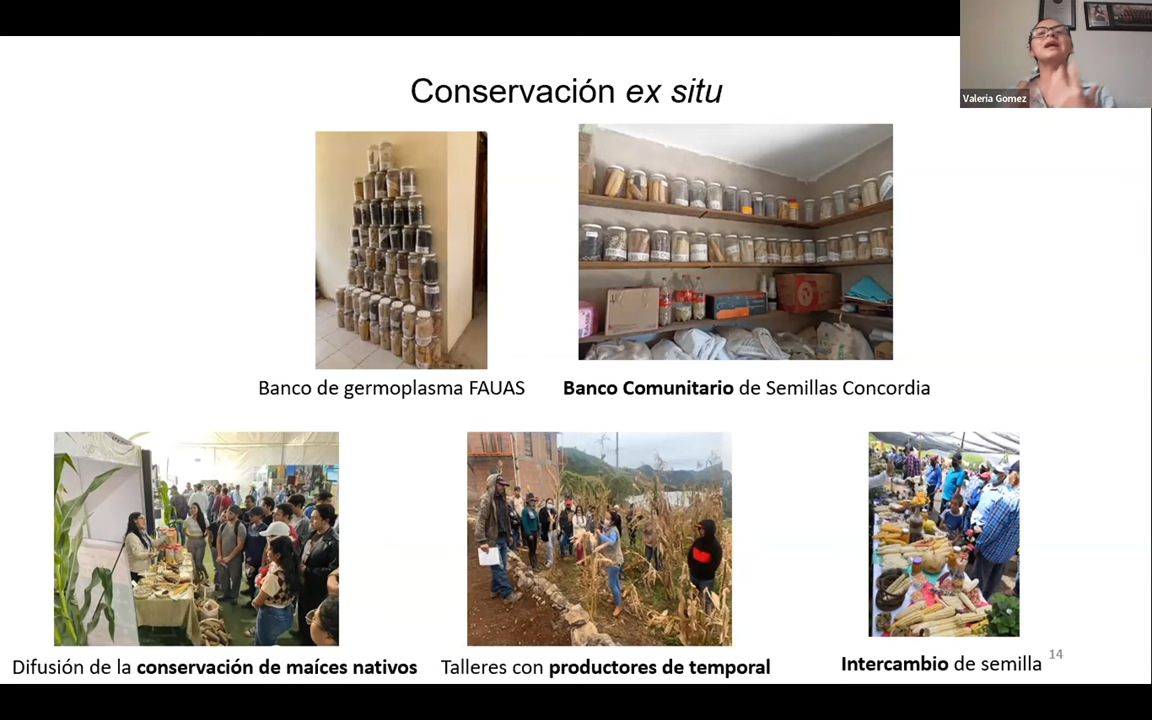 Valeria Gomez
Conservación ex situ
Banco de germoplasma FAUAS
Banco Comunitario de Semillas Concordia
Difusión de la conservación de maíces nativos
Talleres con productores de temporal
Intercambio de semilla
14